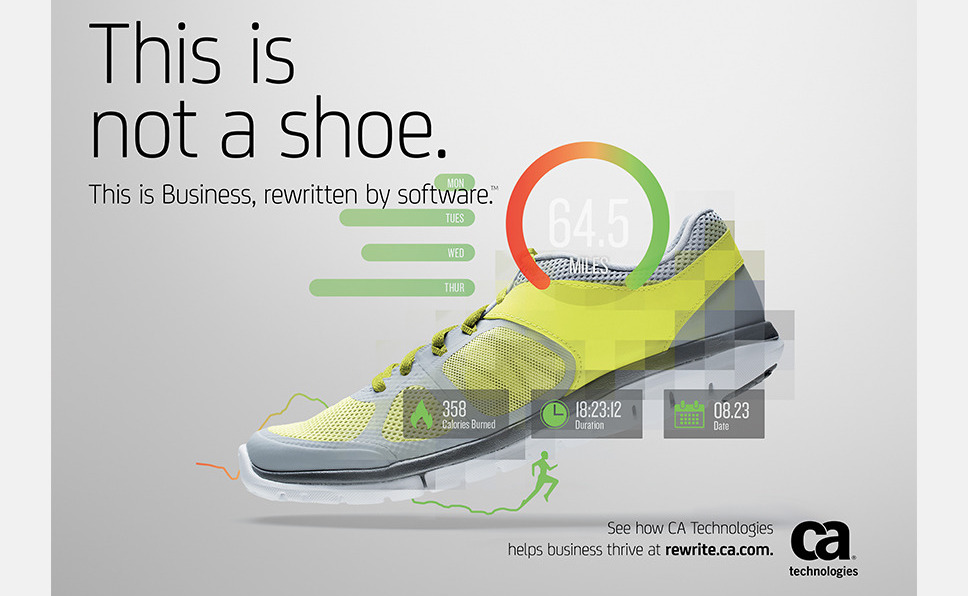 This is
not a shoe.
This is Business, rewritten by software.™
MON
TUES
WED
THUR
64.5
MILES
358
Calories Burned
18:23:12
Duration
08.23
Date
See how CA Technologies
helps business thrive at rewrite.ca.com.
ca®
technologies